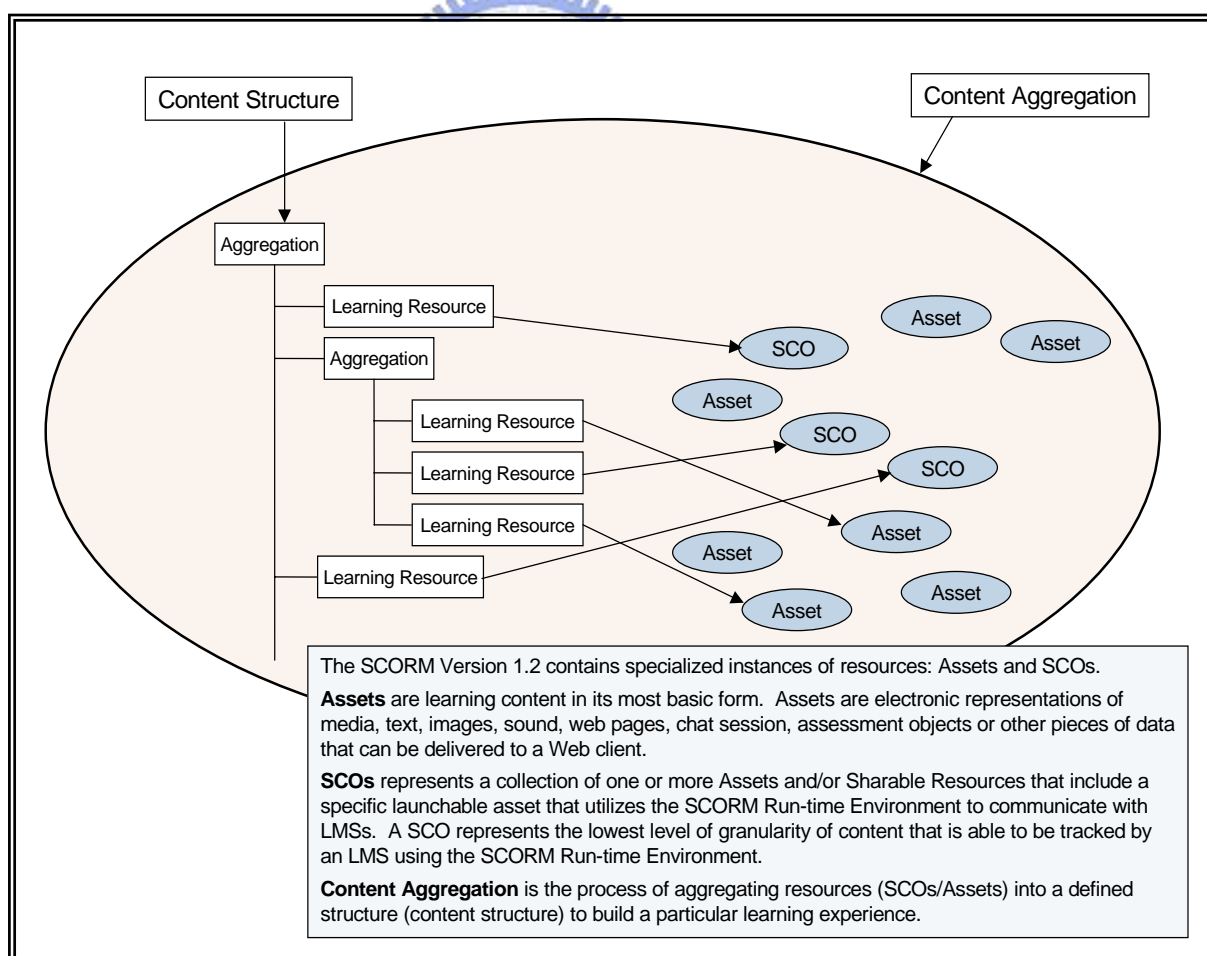 Content Structure
Content Aggregation
Aggregation
Learning Resource
Aggregation
Learning Resource
Learning Resource
Learning Resource
Learning Resource
Asset
Asset
SCO
Asset
SCO
SCO
Asset
Asset
Asset
Asset
The SCORM Version 1.2 contains specialized instances of resources: Assets and SCOs.
Assets are learning content in its most basic form. Assets are electronic representations of
media, text, images, sound, web pages, chat session, assessment objects or other pieces of data
that can be delivered to a Web client.
SCOs represents a collection of one or more Assets and/or Sharable Resources that include a
specific launchable asset that utilizes the SCORM Run-time Environment to communicate with
LMSs. A SCO represents the lowest level of granularity of content that is able to be tracked by
an LMS using the SCORM Run-time Environment.
Content Aggregation is the process of aggregating resources (SCOs/Assets) into a defined
structure (content structure) to build a particular learning experience.